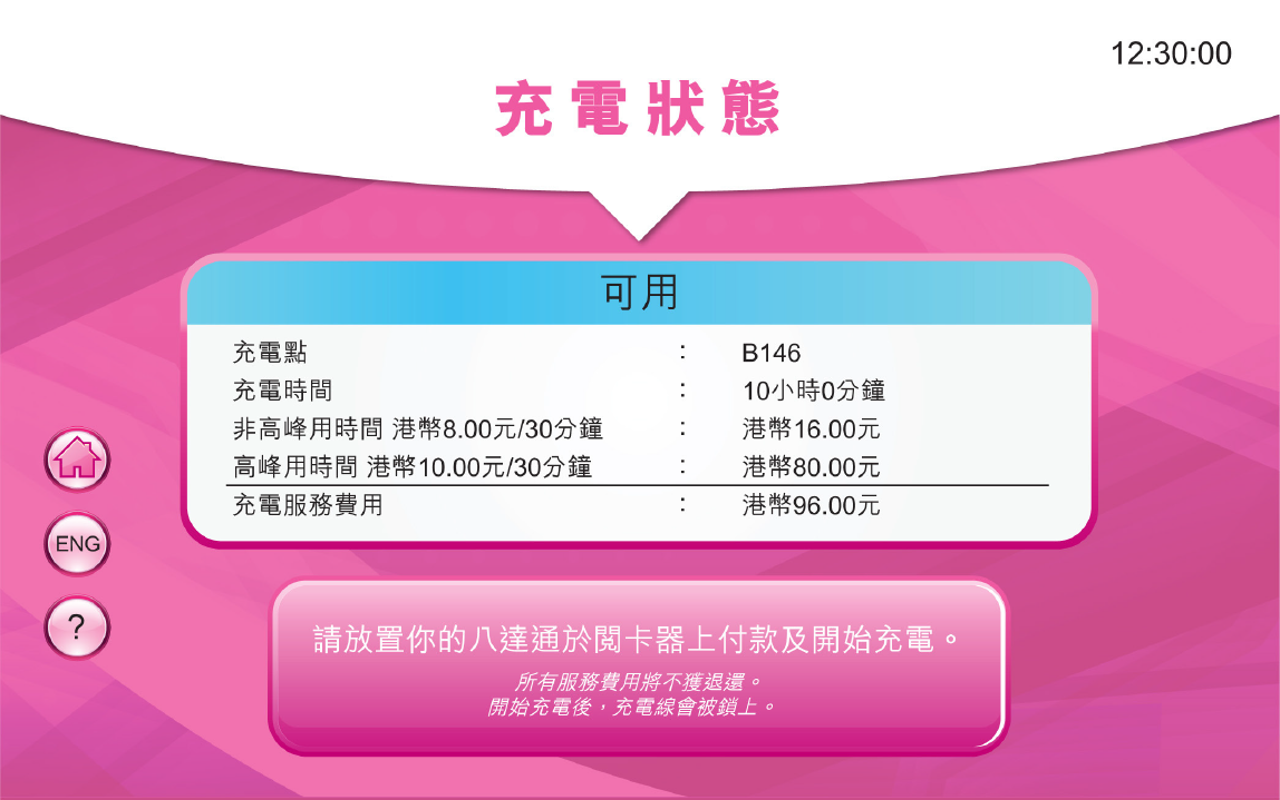 12:30:00
充電狀態
可用
充電點 : B146
充電時間 : 10小時0分鐘
非高峰用時間 港幣8.00元/30分鐘 : 港幣16.00元
高峰用時間 港幣10.00元/30分鐘 : 港幣80.00元
充電服務費用 : 港幣96.00元
ENG
?
請放置你的八達通於閱卡器上付款及開始充電。
所有服務費用將不獲退還。
開始充電後，充電線會被鎖上。